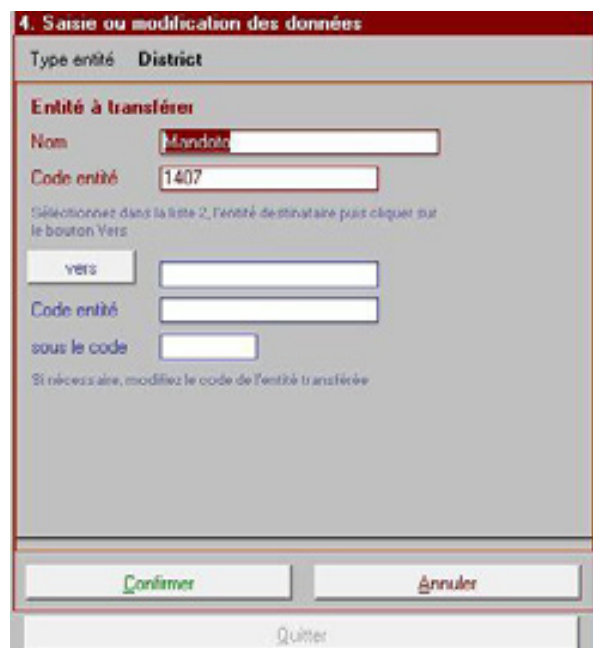 4. Saisie ou modification des données
Type entité District
Entité à transférer
Nom Mandoto
Code entité 1407
Sélectionnez dans la liste 2, l'entité destinataire puis cliquer sur
le bouton Vers
vers
Code entité
sous le code
Si nécessaire, modifiez le code de l'entité transférée
Confirmer Annuler
Quitter